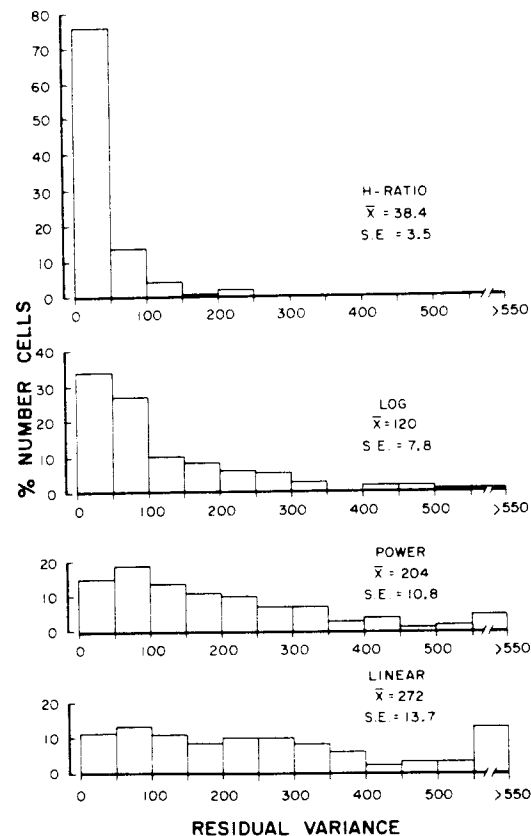 80
70
60
50
40
30
20
10
0
H-RATIO
X̄ = 38.4
S.E. = 3.5
0 100 200 300 400 500 >550
% NUMBER CELLS
40
30
20
10
0
LOG
X̄ = 120
S.E. = 7.8
0 100 200 300 400 500 >550
20
10
0
POWER
X̄ = 204
S.E. = 10.8
0 100 200 300 400 500 >550
20
10
0
LINEAR
X̄ = 272
S.E. = 13.7
0 100 200 300 400 500 >550
RESIDUAL VARIANCE